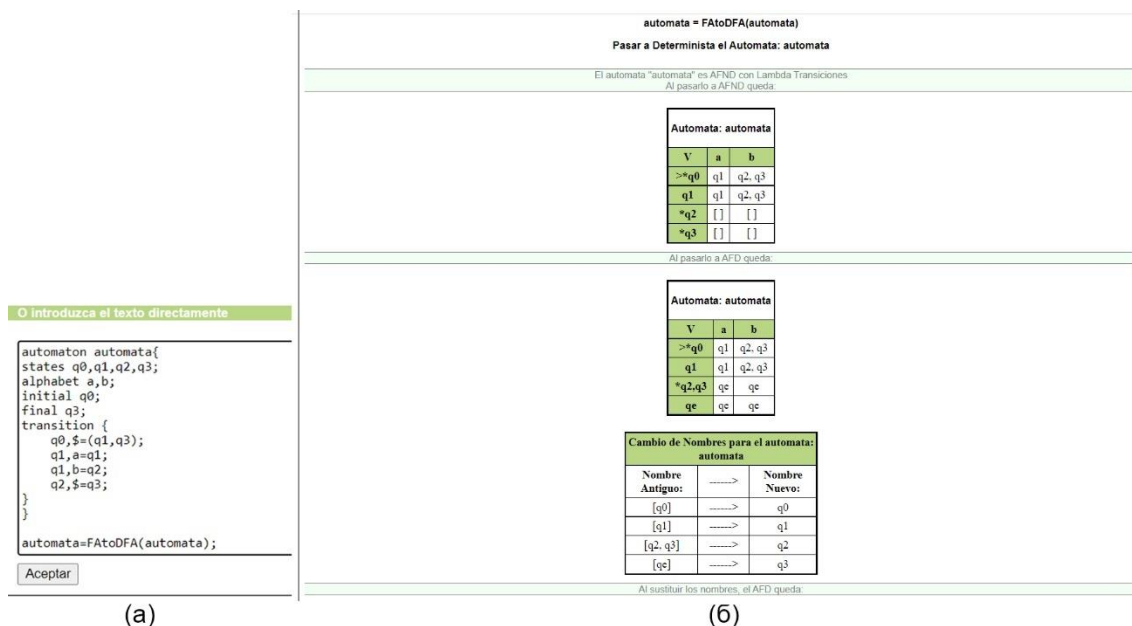 O introduzca el texto directamente
automaton automata{
states q0,q1,q2,q3;
alphabet a,b;
initial q0;
final q3;
transition {
q0,$=(q1,q3);
q1,a=q1;
q1,b=q2;
q2,$=q3;
}
}
automata=FAtoDFA(automata);
Aceptar
(а)
automata = FAtoDFA(automata)
Pasar a Determinista el Automata: automata
El automata "automata" es AFND con Lambda Transiciones
Al pasarlo a AFND queda:
Automata: automata
V a b
>*q0 q1 q2, q3
q1 q1 q2, q3
*q2 [ ] [ ]
*q3 [ ] [ ]
Al pasarlo a AFD queda:
Automata: automata
V a b
>*q0 q1 q2, q3
q1 q1 q2, q3
*q2,q3 qe qe
qe qe qe
Cambio de Nombres para el automata:
automata
Nombre Antiguo: ------> Nombre Nuevo:
[q0] ------> q0
[q1] ------> q1
[q2, q3] ------> q2
[qe] ------> q3
Al sustituir los nombres, el AFD queda:
(б)